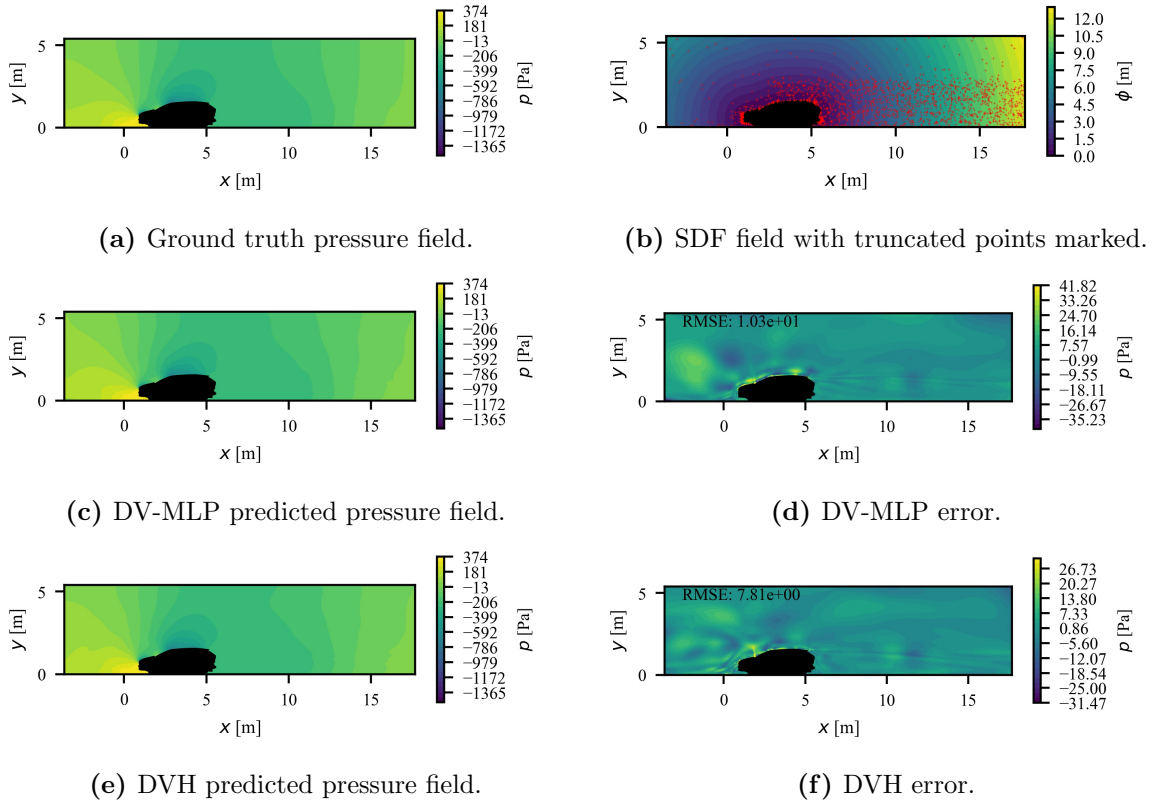 374
181
−13
−206
−399
−592
−786
−979
−1172
−1365
p [Pa]
5
0
y [m]
0 5 10 15
x [m]
(a) Ground truth pressure field.
12.0
10.5
9.0
7.5
6.0
4.5
3.0
1.5
0.0
ϕ [m]
5
0
y [m]
0 5 10 15
x [m]
(b) SDF field with truncated points marked.
374
181
−13
−206
−399
−592
−786
−979
−1172
−1365
p [Pa]
5
0
y [m]
0 5 10 15
x [m]
(c) DV-MLP predicted pressure field.
RMSE: 1.03e+01
41.82
33.26
24.70
16.14
7.57
−0.99
−9.55
−18.11
−26.67
−35.23
p [Pa]
5
0
y [m]
0 5 10 15
x [m]
(d) DV-MLP error.
374
181
−13
−206
−399
−592
−786
−979
−1172
−1365
p [Pa]
5
0
y [m]
0 5 10 15
x [m]
(e) DVH predicted pressure field.
RMSE: 7.81e+00
26.73
20.27
13.80
7.33
0.86
−5.60
−12.07
−18.54
−25.00
−31.47
p [Pa]
5
0
y [m]
0 5 10 15
x [m]
(f) DVH error.